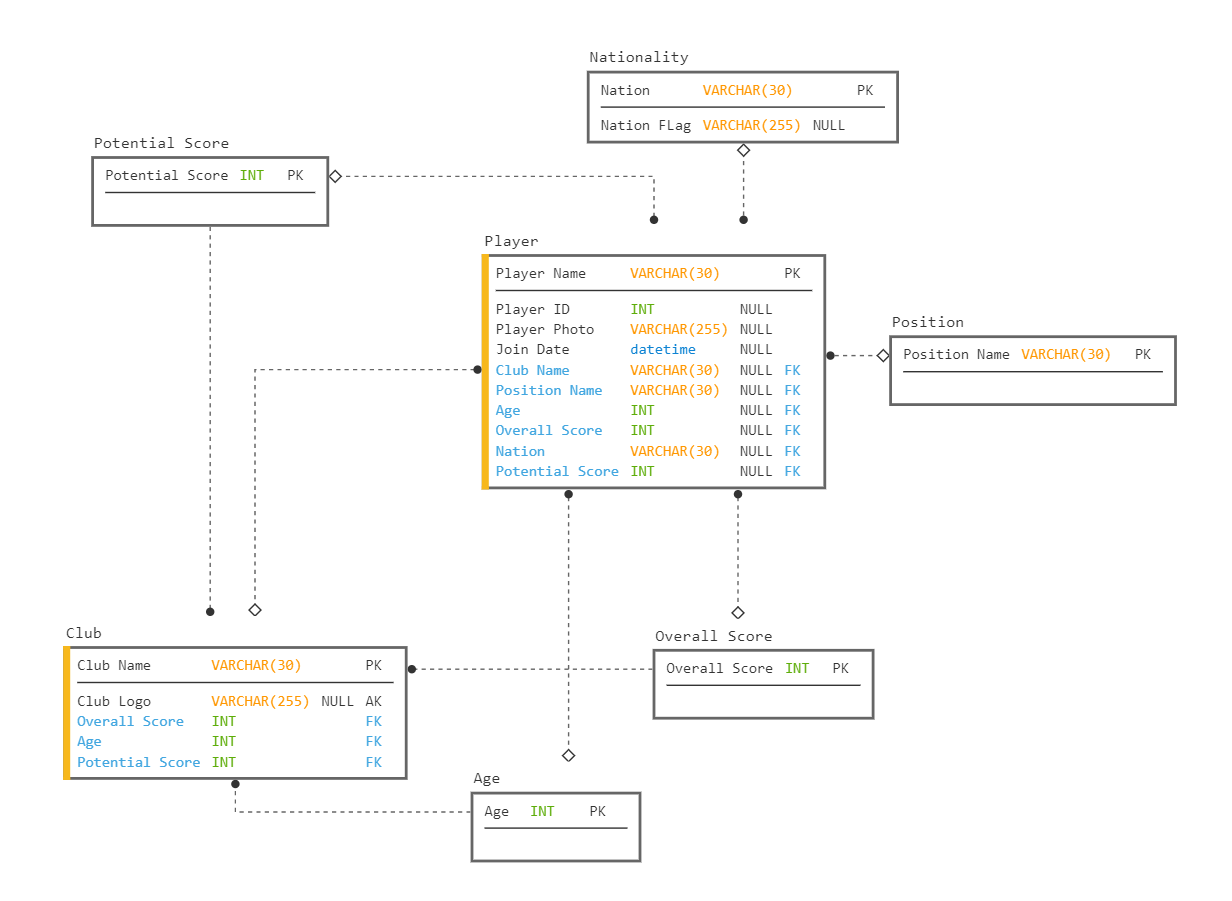 Nationality
Nation VARCHAR(30) PK
Nation FLag VARCHAR(255) NULL
Potential Score
Potential Score INT PK
Player
Player Name VARCHAR(30) PK
Player ID INT NULL
Player Photo VARCHAR(255) NULL
Join Date datetime NULL
Club Name VARCHAR(30) NULL FK
Position Name VARCHAR(30) NULL FK
Age INT NULL FK
Overall Score INT NULL FK
Nation VARCHAR(30) NULL FK
Potential Score INT NULL FK
Position
Position Name VARCHAR(30) PK
Club
Club Name VARCHAR(30) PK
Club Logo VARCHAR(255) NULL AK
Overall Score INT FK
Age INT FK
Potential Score INT FK
Overall Score
Overall Score INT PK
Age
Age INT PK